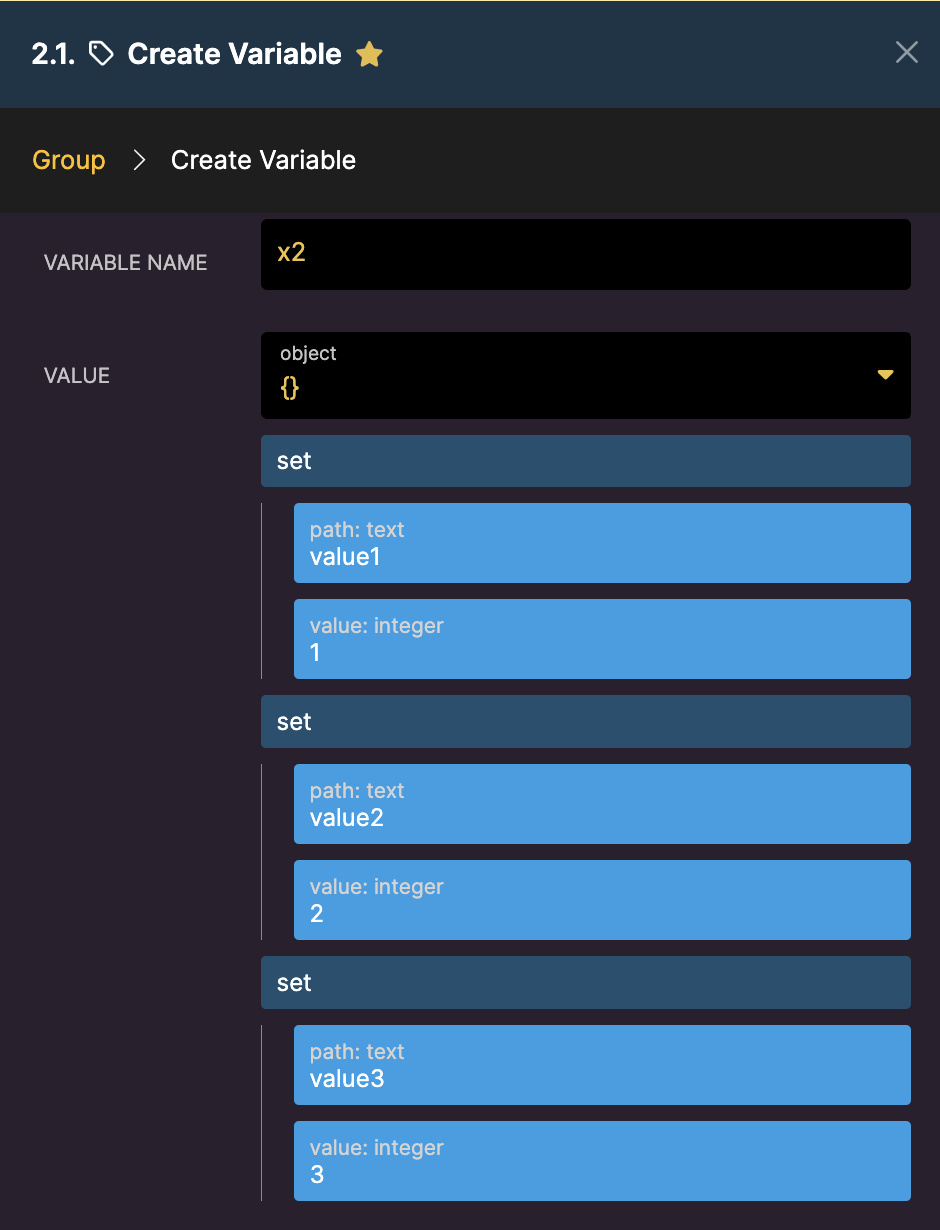 2.1. Create Variable
Group > Create Variable
VARIABLE NAME
x2
VALUE
object
{}
set
path: text
value1
value: integer
1
set
path: text
value2
value: integer
2
set
path: text
value3
value: integer
3